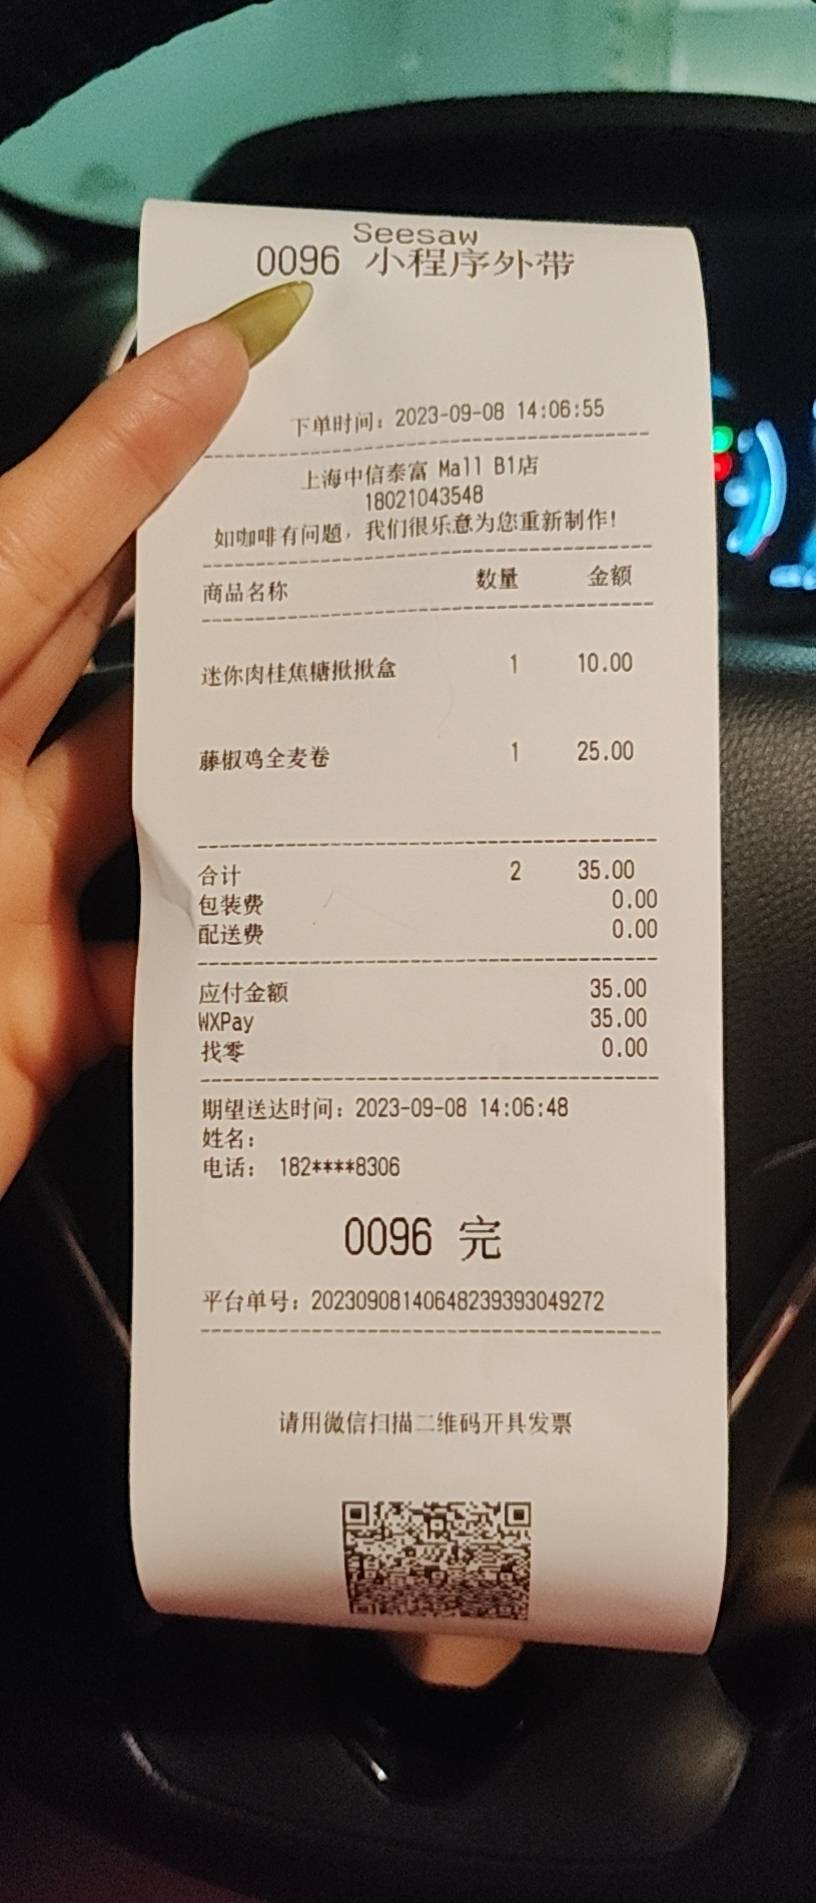 Seesaw
0096 小程序外带
下单时间：2023-09-08 14:06:55
上海中信泰富 Mall B1店
18021043548
如咖啡有问题，我们很乐意为您重新制作！
商品名称 数量 金额
迷你肉桂焦糖揪揪盒 1 10.00
藤椒鸡全麦卷 1 25.00
合计 2 35.00
包装费 0.00
配送费 0.00
应付金额 35.00
WXPay 35.00
找零 0.00
期望送达时间：2023-09-08 14:06:48
姓名：
电话： 182****8306
0096 完
平台单号：20230908140648239393049272
请用微信扫描二维码开具发票